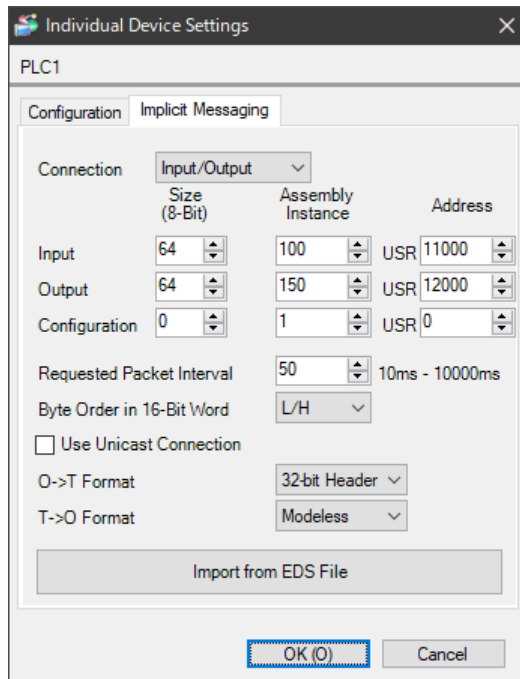 Individual Device Settings
PLC1
Configuration Implicit Messaging
Connection Input/Output
Size (8-Bit) Assembly Instance Address
Input 64 100 USR 11000
Output 64 150 USR 12000
Configuration 0 1 USR 0
Requested Packet Interval 50 10ms - 10000ms
Byte Order in 16-Bit Word L/H
Use Unicast Connection
O->T Format 32-bit Header
T->O Format Modeless
Import from EDS File
OK (O) Cancel